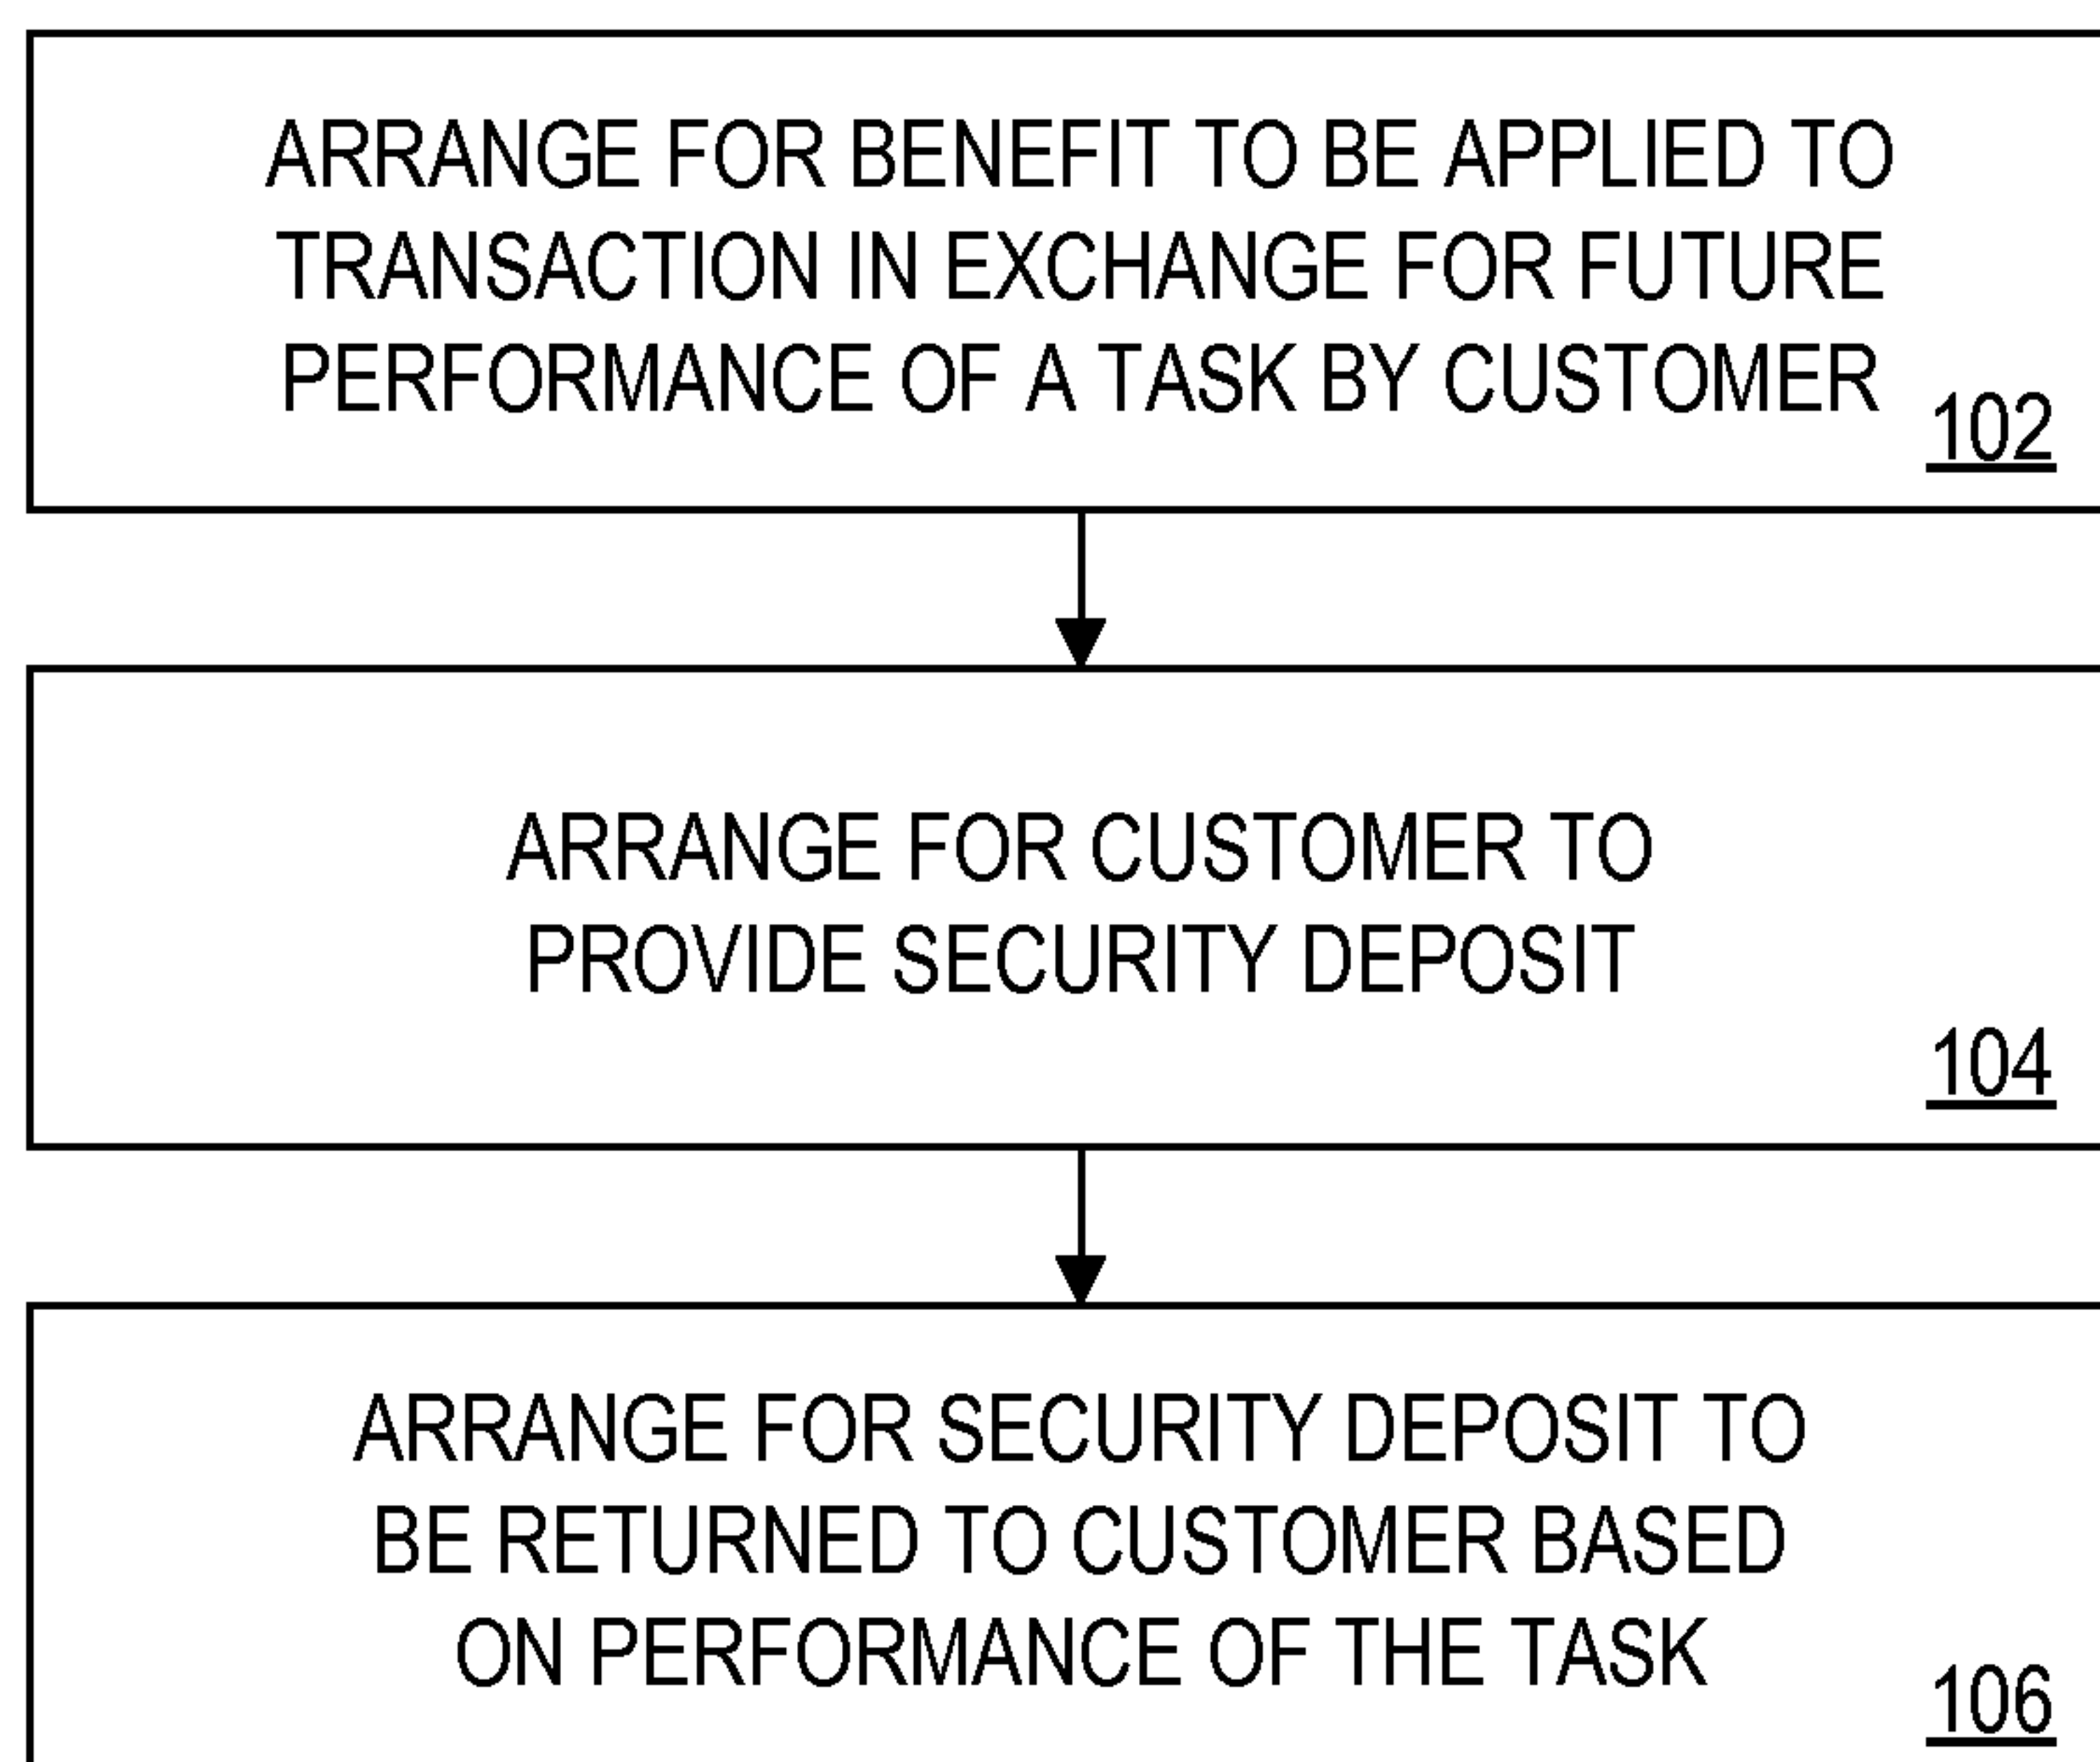 ARRANGE FOR BENEFIT TO BE APPLIED TO
TRANSACTION IN EXCHANGE FOR FUTURE
PERFORMANCE OF A TASK BY CUSTOMER
102
ARRANGE FOR CUSTOMER TO
PROVIDE SECURITY DEPOSIT
104
ARRANGE FOR SECURITY DEPOSIT TO
BE RETURNED TO CUSTOMER BASED
ON PERFORMANCE OF THE TASK
106